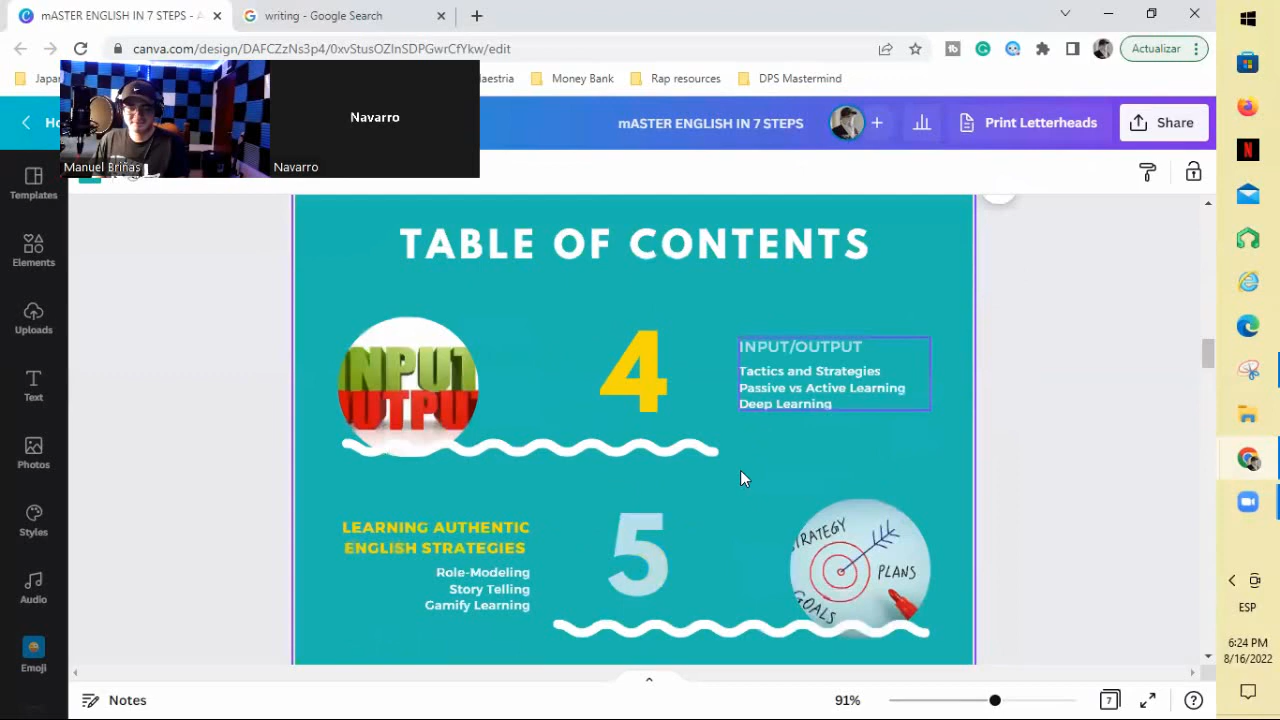 mASTER ENGLISH IN 7 STEPS - A
writing - Google Search
canva.com/design/DAFCZzNs3p4/0xvStusOZIhSDPGwrCfYkw/edit
Actualizar
Money Bank
Rap resources
DPS Mastermind
Navarro
Manuel Briñas
Navarro
mASTER ENGLISH IN 7 STEPS
Print Letterheads
Share
Templates
Elements
Uploads
Text
Photos
Styles
Audio
Emoji
TABLE OF CONTENTS
INPUT
4
INPUT/OUTPUT
Tactics and Strategies
Passive vs Active Learning
Deep Learning
LEARNING AUTHENTIC
ENGLISH STRATEGIES
Role-Modeling
Story Telling
Gamify Learning
5
PLANS
GOALS
Notes
91%
7
ESP
6:24 PM
8/16/2022